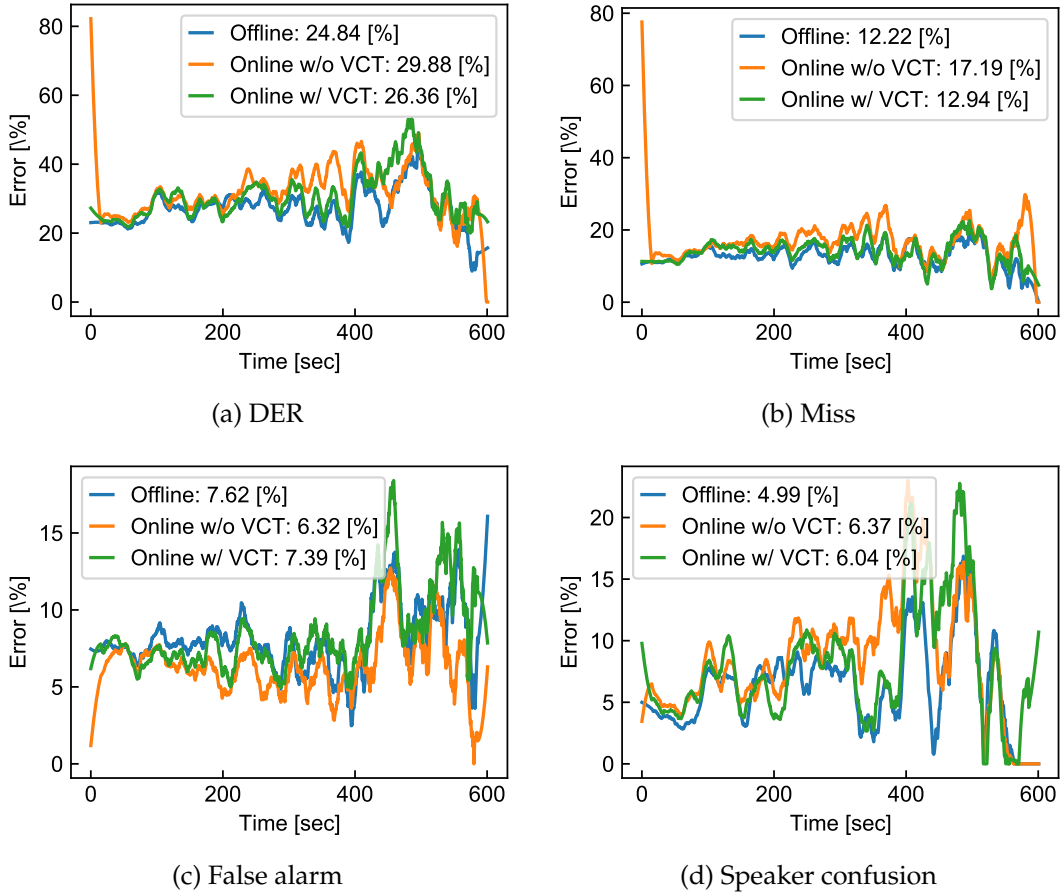 80
60
40
20
0
Error [\%]
Offline: 24.84 [%]
Online w/o VCT: 29.88 [%]
Online w/ VCT: 26.36 [%]
0 200 400 600
Time [sec]
(a) DER
80
60
40
20
0
Error [\%]
Offline: 12.22 [%]
Online w/o VCT: 17.19 [%]
Online w/ VCT: 12.94 [%]
0 200 400 600
Time [sec]
(b) Miss
15
10
5
0
Error [\%]
Offline: 7.62 [%]
Online w/o VCT: 6.32 [%]
Online w/ VCT: 7.39 [%]
0 200 400 600
Time [sec]
(c) False alarm
20
15
10
5
0
Error [\%]
Offline: 4.99 [%]
Online w/o VCT: 6.37 [%]
Online w/ VCT: 6.04 [%]
0 200 400 600
Time [sec]
(d) Speaker confusion